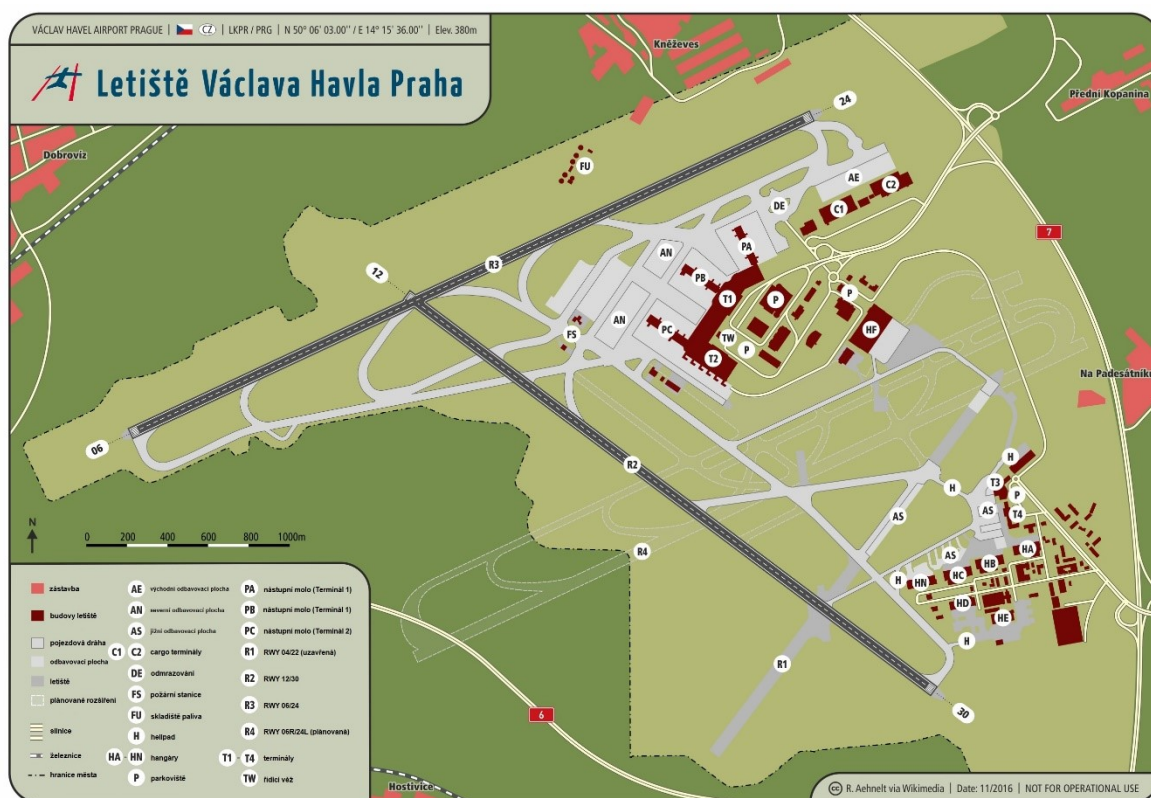 VÁCLAV HAVEL AIRPORT PRAGUE | CZ | LKPR / PRG | N 50° 06' 03.00'' / E 14° 15' 36.00'' | Elev. 380m
Letiště Václava Havla Praha
Kněževes
Přední Kopanina
Dobrovíz
24
FU
AE
C2
C1
DE
7
12
R3
AN
PA
PB
T1
P
P
AN
FS
PC
TW
P
HF
T2
Na Padesátníku
06
R2
H
T3
H
P
AS
AS
T4
R4
AS
HA
HB
H
HN
HC
HD
HE
H
R1
30
6
Hostivice
N
0 200 400 600 800 1000m
zástavba
budovy letiště
pojezdová dráha
odbavovací plocha
letiště
plánované rozšíření
silnice
železnice
hranice města
AE východní odbavovací plocha
AN severní odbavovací plocha
AS jižní odbavovací plocha
C1 C2 cargo terminály
DE odmrazování
FS požární stanice
FU skladiště paliva
H helipad
HA - HN hangáry
P parkoviště
PA nástupní molo (Terminál 1)
PB nástupní molo (Terminál 1)
PC nástupní molo (Terminál 2)
R1 RWY 04/22 (uzavřená)
R2 RWY 12/30
R3 RWY 06/24
R4 RWY 06R/24L (plánovaná)
T1 - T4 terminály
TW řídící věž
cc R. Aehnelt via Wikimedia | Date: 11/2016 | NOT FOR OPERATIONAL USE